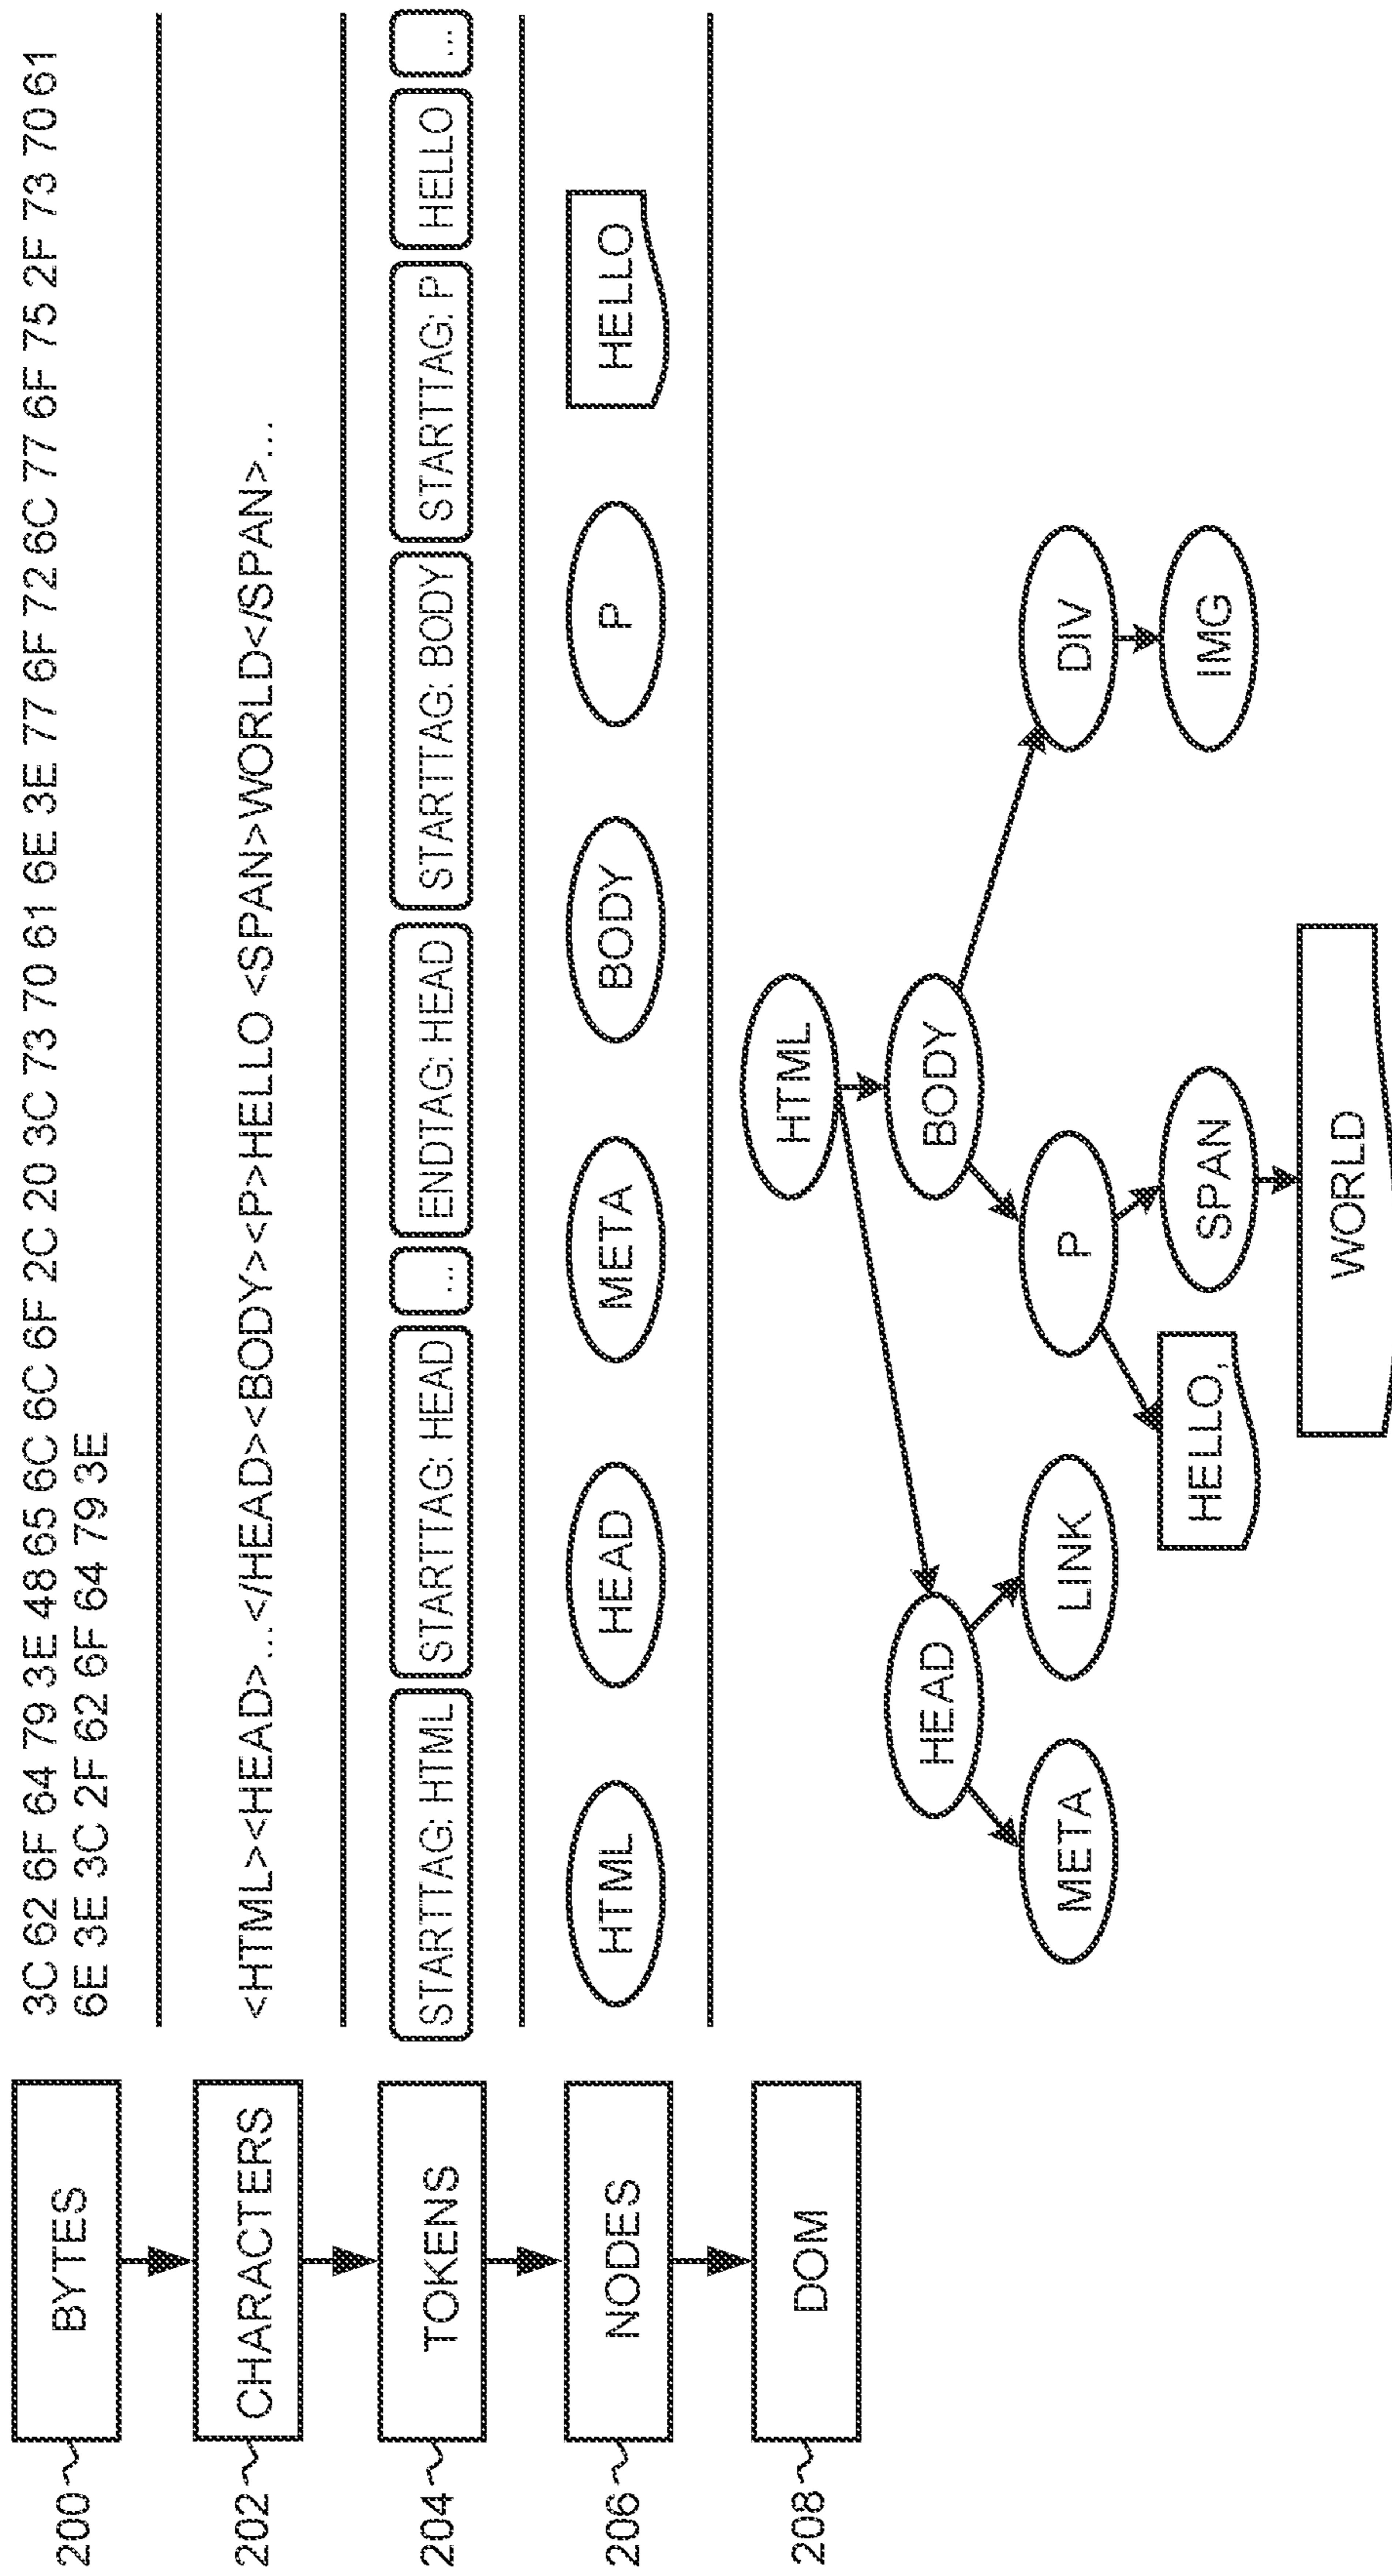 200
BYTES
3C 62 6F 64 79 3E 48 65 6C 6C 6F 2C 20 3C 73 70 61 6E 3E 77 6F 72 6C 77 6F 75 2F 73 70 61
6E 3E 3C 2F 62 6F 64 79 3E
202
CHARACTERS
<HTML><HEAD>...</HEAD><BODY><P>HELLO <SPAN>WORLD</SPAN>...
204
TOKENS
STARTTAG: HTML STARTTAG: HEAD ... ENDTAG: HEAD STARTTAG: BODY STARTTAG: P HELLO ...
206
NODES
HTML HEAD META BODY P HELLO
208
DOM
HTML
HEAD BODY
META LINK P DIV
HELLO, SPAN IMG
WORLD